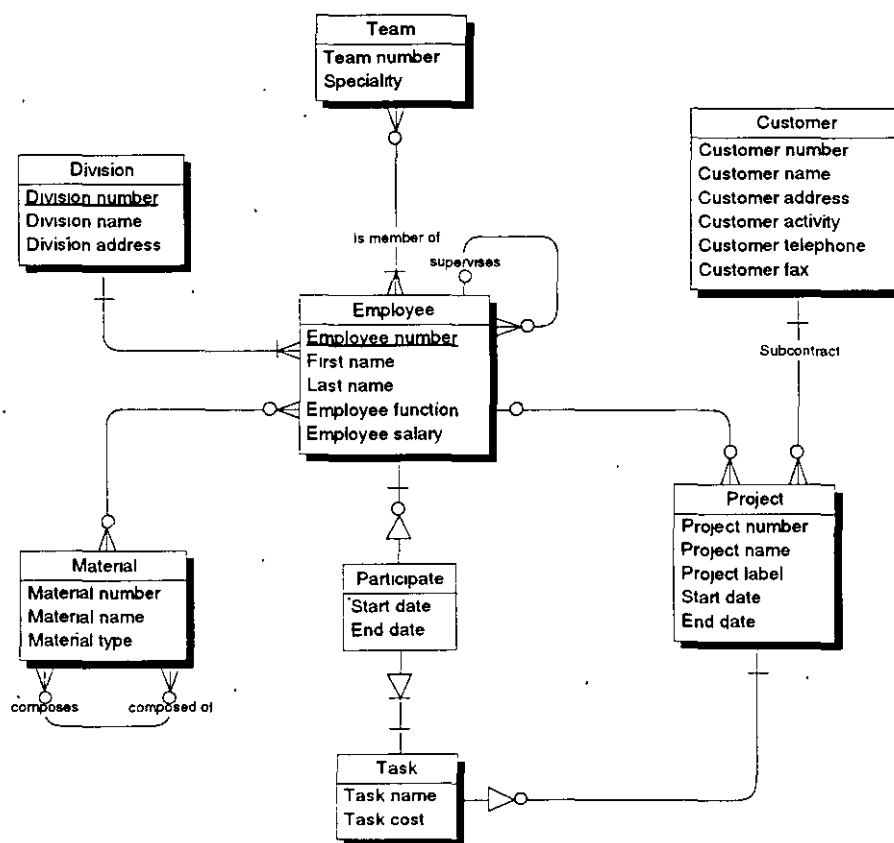 Team
Team number
Speciality
Customer
Customer number
Customer name
Customer address
Customer activity
Customer telephone
Customer fax
Division
Division number
Division name
Division address
is member of
supervises
Employee
Employee number
First name
Last name
Employee function
Employee salary
Subcontract
Project
Project number
Project name
Project label
Start date
End date
Material
Material number
Material name
Material type
composes
composed of
Participate
Start date
End date
Task
Task name
Task cost